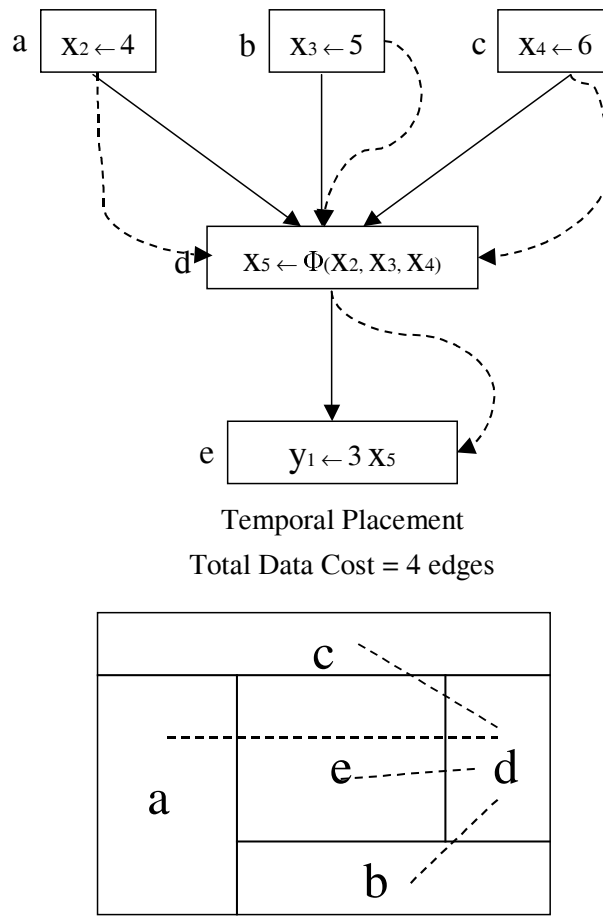 a x₂ ← 4 b x₃ ← 5 c x₄ ← 6
d x₅ ← Φ(x₂, x₃, x₄)
e y₁ ← 3 x₅
Temporal Placement
Total Data Cost = 4 edges
c
e d
a
b